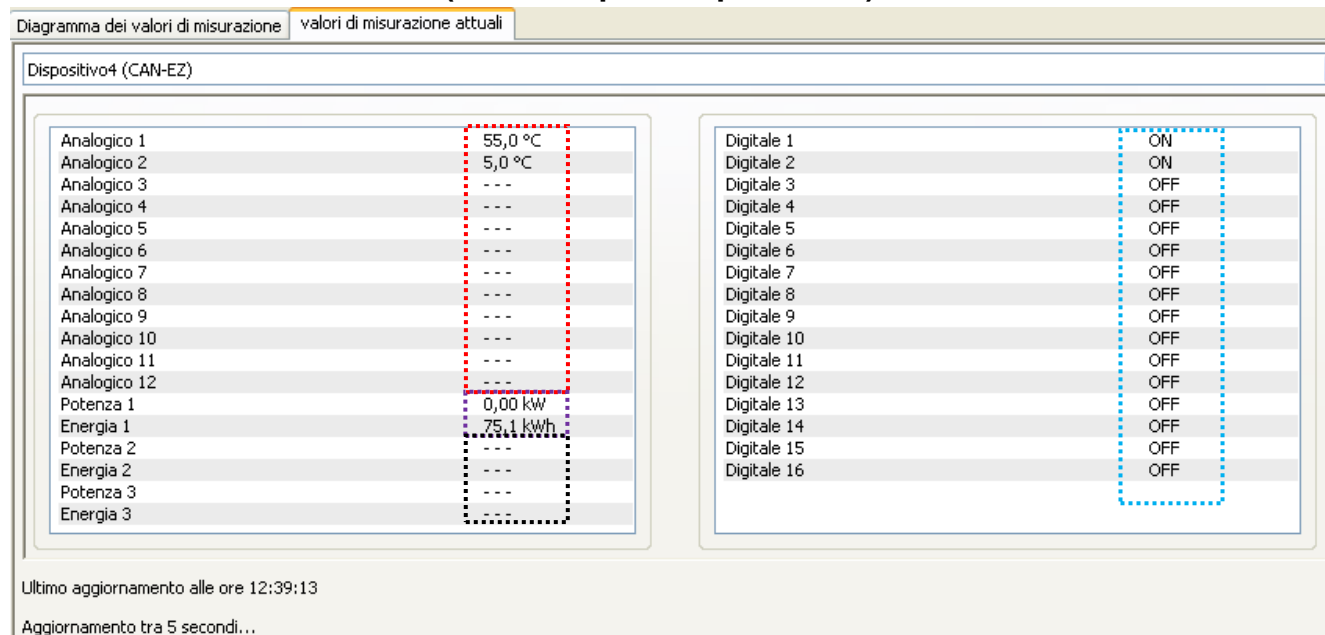 Diagramma dei valori di misurazione valori di misurazione attuali
Dispositivo4 (CAN-EZ)
Analogico 1 55,0 °C
Analogico 2 5,0 °C
Analogico 3 - - -
Analogico 4 - - -
Analogico 5 - - -
Analogico 6 - - -
Analogico 7 - - -
Analogico 8 - - -
Analogico 9 - - -
Analogico 10 - - -
Analogico 11 - - -
Analogico 12 - - -
Potenza 1 0,00 kW
Energia 1 75,1 kWh
Potenza 2 - - -
Energia 2 - - -
Potenza 3 - - -
Energia 3 - - -
Digitale 1 ON
Digitale 2 ON
Digitale 3 OFF
Digitale 4 OFF
Digitale 5 OFF
Digitale 6 OFF
Digitale 7 OFF
Digitale 8 OFF
Digitale 9 OFF
Digitale 10 OFF
Digitale 11 OFF
Digitale 12 OFF
Digitale 13 OFF
Digitale 14 OFF
Digitale 15 OFF
Digitale 16 OFF
Ultimo aggiornamento alle ore 12:39:13
Aggiornamento tra 5 secondi...